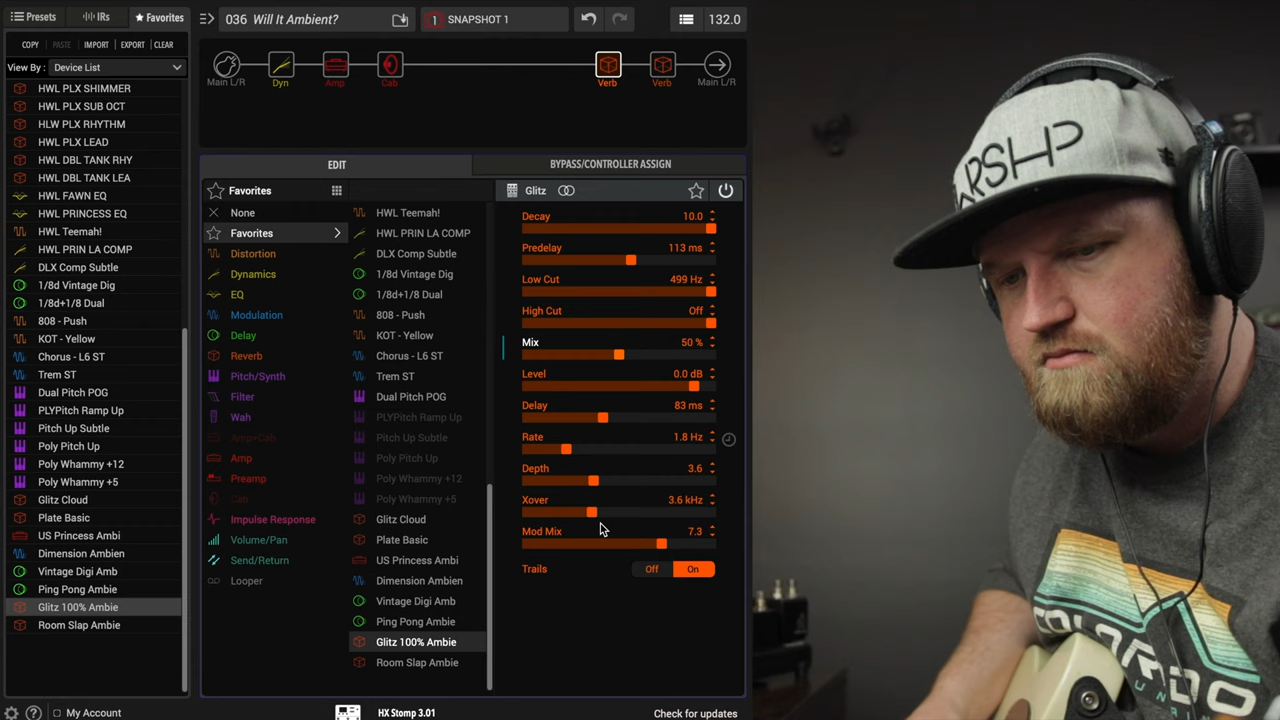 Presets
IRs
Favorites
036 Will It Ambient?
1 SNAPSHOT 1
132.0
COPY PASTE IMPORT EXPORT CLEAR
View By: Device List
HWL PLX SHIMMER
HWL PLX SUB OCT
HLW PLX RHYTHM
HWL PLX LEAD
HWL DBL TANK RHY
HWL DBL TANK LEA
HWL FAWN EQ
HWL PRINCESS EQ
HWL Teemah!
HWL PRIN LA COMP
DLX Comp Subtle
1/8d Vintage Dig
1/8d+1/8 Dual
808 - Push
KOT - Yellow
Chorus - L6 ST
Trem ST
Dual Pitch POG
PLYPitch Ramp Up
Pitch Up Subtle
Poly Pitch Up
Poly Whammy +12
Poly Whammy +5
Glitz Cloud
Plate Basic
US Princess Ambi
Dimension Ambien
Vintage Digi Amb
Ping Pong Ambie
Glitz 100% Ambie
Room Slap Ambie
My Account
Main L/R
Dyn
Amp
Cab
Verb
Verb
Main L/R
EDIT
BYPASS/CONTROLLER ASSIGN
Favorites
None
Favorites
Distortion
Dynamics
EQ
Modulation
Delay
Reverb
Pitch/Synth
Filter
Wah
Amp+Cab
Amp
Preamp
Cab
Impulse Response
Volume/Pan
Send/Return
Looper
HWL Teemah!
HWL PRIN LA COMP
DLX Comp Subtle
1/8d Vintage Dig
1/8d+1/8 Dual
808 - Push
KOT - Yellow
Chorus - L6 ST
Trem ST
Dual Pitch POG
PLYPitch Ramp Up
Pitch Up Subtle
Poly Pitch Up
Poly Whammy +12
Poly Whammy +5
Glitz Cloud
Plate Basic
US Princess Ambi
Dimension Ambien
Vintage Digi Amb
Ping Pong Ambie
Glitz 100% Ambie
Room Slap Ambie
Glitz
Decay 10.0
Predelay 113 ms
Low Cut 499 Hz
High Cut Off
Mix 50 %
Level 0.0 dB
Delay 83 ms
Rate 1.8 Hz
Depth 3.6
Xover 3.6 kHz
Mod Mix 7.3
Trails Off On
HX Stomp 3.01
Check for updates
RSHP